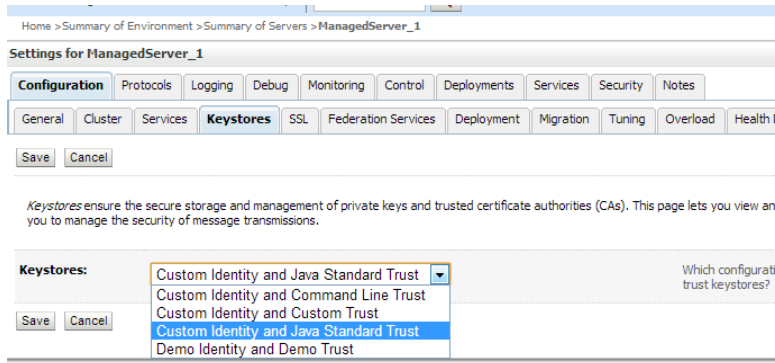 Home >Summary of Environment >Summary of Servers >ManagedServer_1
Settings for ManagedServer_1
Configuration Protocols Logging Debug Monitoring Control Deployments Services Security Notes
General Cluster Services Keystores SSL Federation Services Deployment Migration Tuning Overload Health
Save Cancel
Keystores ensure the secure storage and management of private keys and trusted certificate authorities (CAs). This page lets you view
you to manage the security of message transmissions.
Keystores: Custom Identity and Java Standard Trust Which
trust keystores?
Custom Identity and Command Line Trust
Custom Identity and Custom Trust
Custom Identity and Java Standard Trust
Demo Identity and Demo Trust
Save Cancel